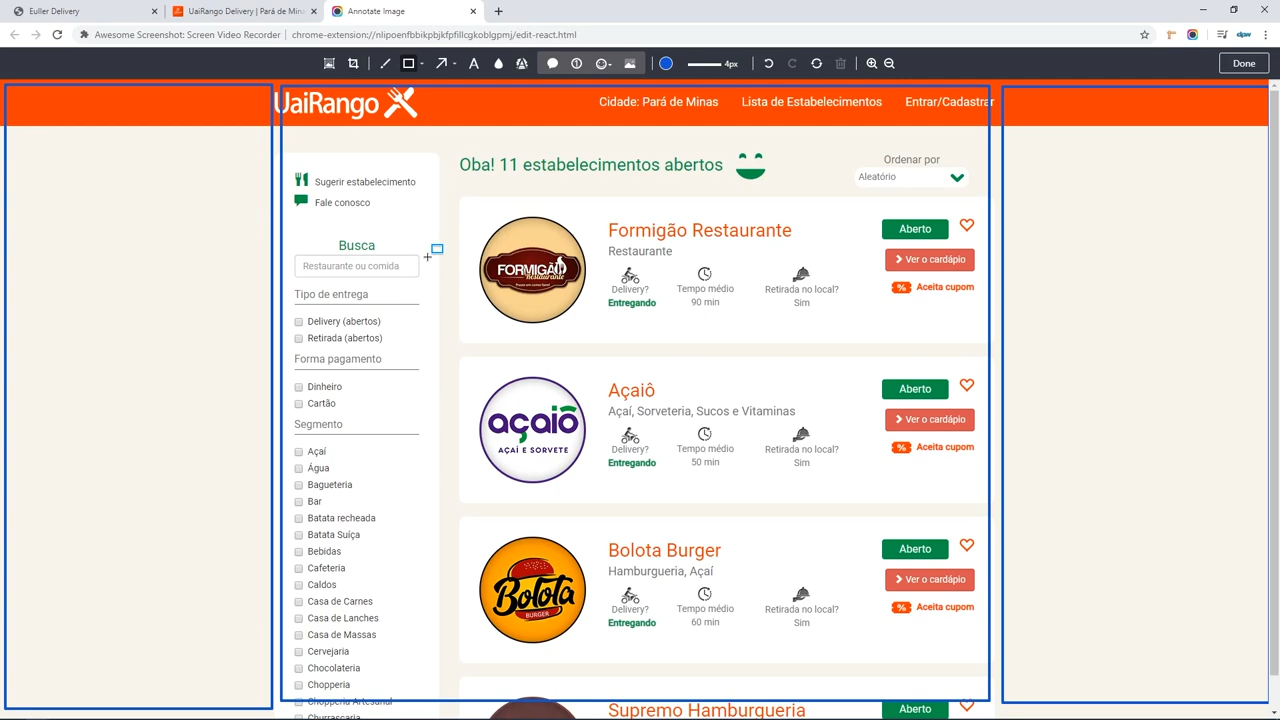 Euller Delivery
UaiRango Delivery | Pará de Mina
Annotate Image
Awesome Screenshot: Screen Video Recorder
chrome-extension://nlipoenfbbikpbjkfpfillcgkoblgpmj/edit-react.html
4px
Done
UaiRango
Cidade: Pará de Minas
Lista de Estabelecimentos
Entrar/Cadastrar
Sugerir estabelecimento
Fale conosco
Busca
Restaurante ou comida
Tipo de entrega
Delivery (abertos)
Retirada (abertos)
Forma pagamento
Dinheiro
Cartão
Segmento
Açaí
Água
Bagueteria
Bar
Batata recheada
Batata Suíça
Bebidas
Cafeteria
Caldos
Casa de Carnes
Casa de Lanches
Casa de Massas
Cervejaria
Chocolateria
Chopperia
Chopperia Artesanal
Churrascaria
Oba! 11 estabelecimentos abertos
Ordenar por
Aleatório
FORMIGÃO
Restaurante
Formigão Restaurante
Restaurante
Delivery?
Entregando
Tempo médio
90 min
Retirada no local?
Sim
Aberto
Ver o cardápio
% Aceita cupom
açaiô
AÇAÍ E SORVETE
Açaiô
Açaí, Sorveteria, Sucos e Vitaminas
Delivery?
Entregando
Tempo médio
50 min
Retirada no local?
Sim
Aberto
Ver o cardápio
% Aceita cupom
Bolota
BURGER
Bolota Burger
Hamburgueria, Açaí
Delivery?
Entregando
Tempo médio
60 min
Retirada no local?
Sim
Aberto
Ver o cardápio
% Aceita cupom
Supremo Hamburgueria
Aberto